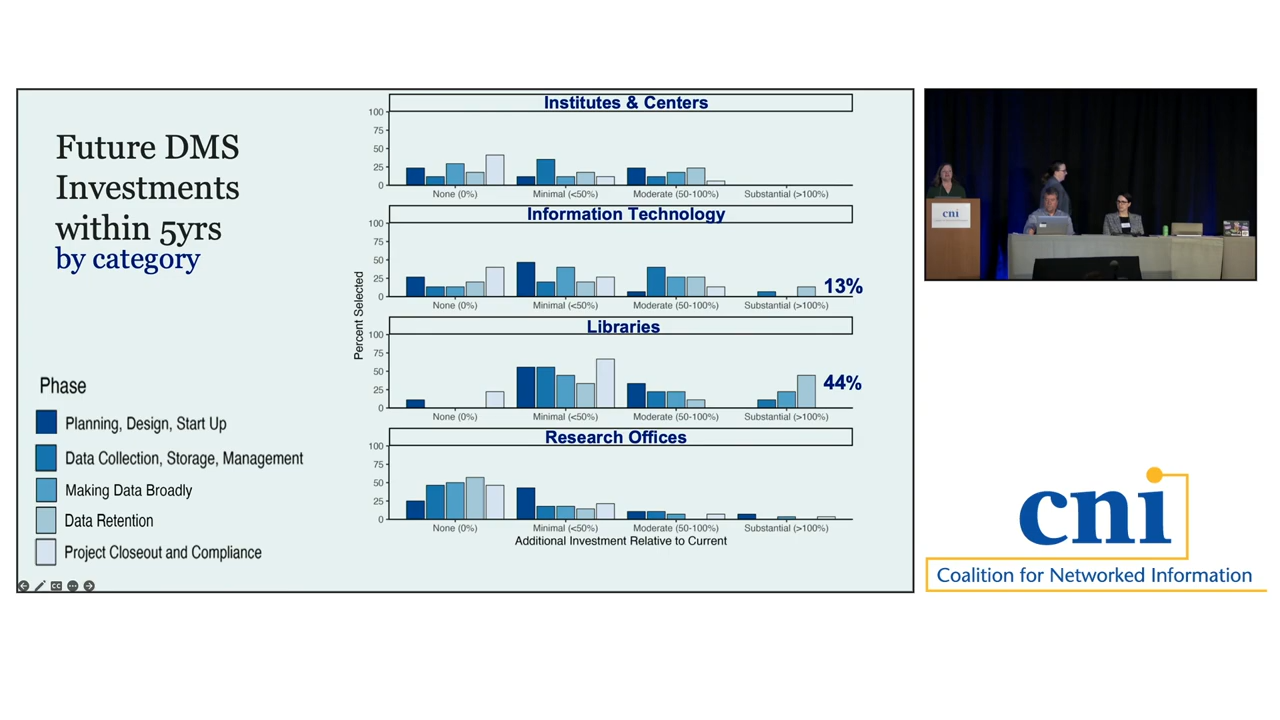 Future DMS
Investments
within 5yrs
by category
Phase
Planning, Design, Start Up
Data Collection, Storage, Management
Making Data Broadly
Data Retention
Project Closeout and Compliance
Percent Selected
Institutes & Centers
100
75
50
25
0
None (0%) Minimal (<50%) Moderate (50-100%) Substantial (>100%)
Information Technology
100
75
50
25
0
13%
None (0%) Minimal (<50%) Moderate (50-100%) Substantial (>100%)
Libraries
100
75
50
25
0
44%
None (0%) Minimal (<50%) Moderate (50-100%) Substantial (>100%)
Research Offices
100
75
50
25
0
None (0%) Minimal (<50%) Moderate (50-100%) Substantial (>100%)
Additional Investment Relative to Current
CC
cni
cni
Coalition for Networked Information